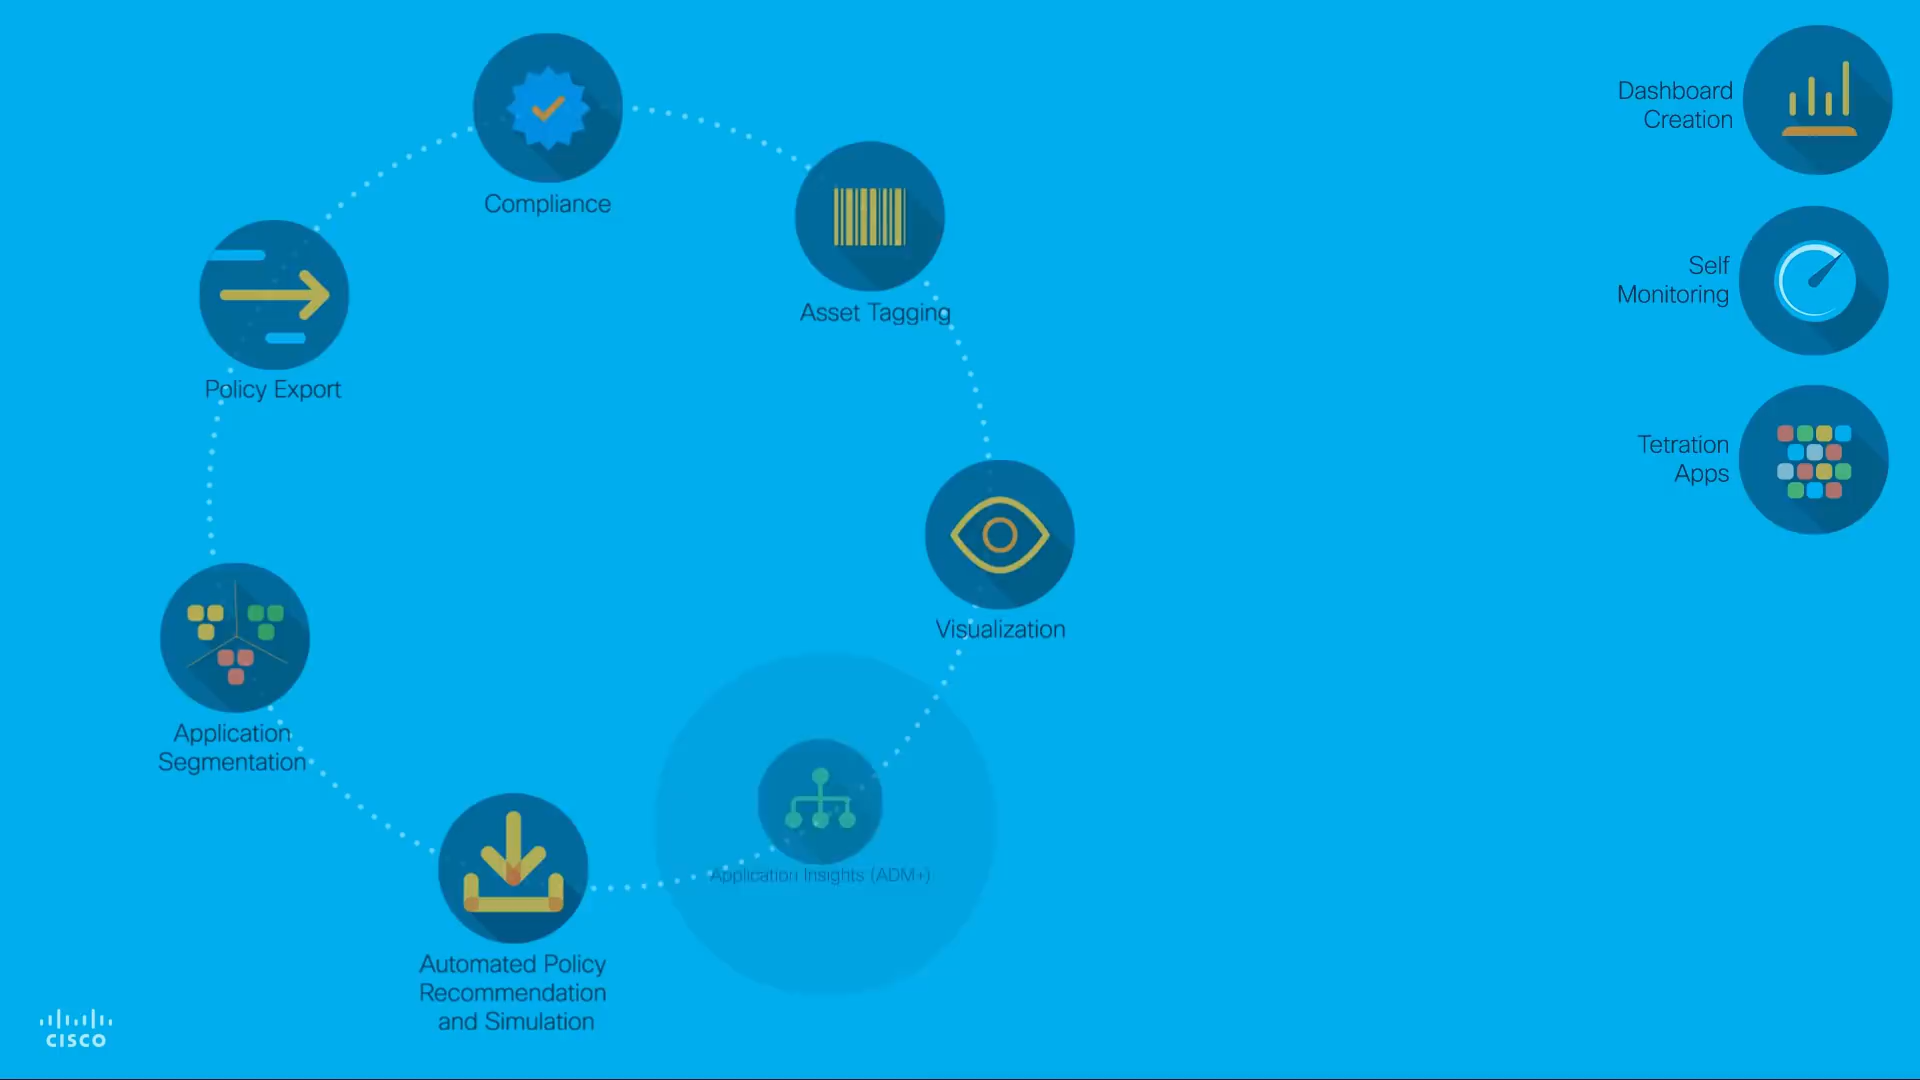 Compliance
Asset Tagging
Policy Export
Visualization
Application
Segmentation
Application Insights (ADM+)
Automated Policy
Recommendation
and Simulation
Dashboard
Creation
Self
Monitoring
Tetration
Apps
CISCO